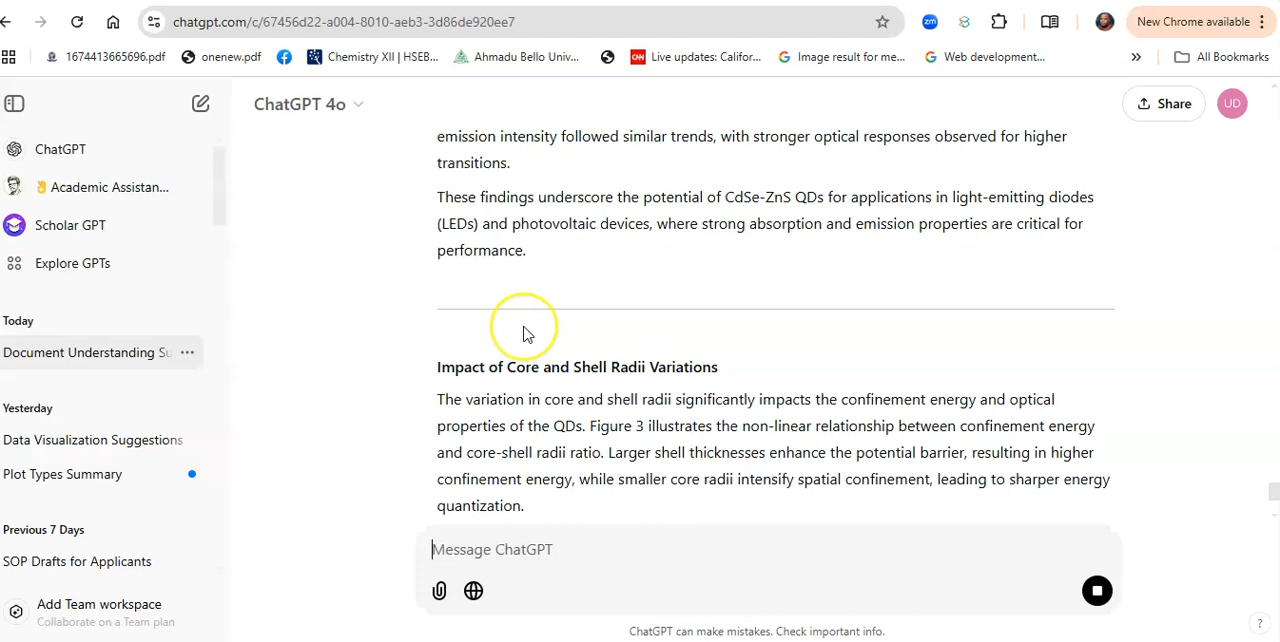 chatgpt.com/c/67456d22-a004-8010-aeb3-3d86de920ee7
zm
New Chrome available
1674413665696.pdf
onenew.pdf
Chemistry XII | HSEB...
Ahmadu Bello Univ...
CNN
Live updates: Califor...
Image result for me...
Web development...
»
All Bookmarks
ChatGPT 4o
Share
UD
ChatGPT
Academic Assistan...
Scholar GPT
Explore GPTs
Today
Document Understanding Su
Yesterday
Data Visualization Suggestions
Plot Types Summary
Previous 7 Days
SOP Drafts for Applicants
Add Team workspace
Collaborate on a Team plan
emission intensity followed similar trends, with stronger optical responses observed for higher
transitions.
These findings underscore the potential of CdSe-ZnS QDs for applications in light-emitting diodes
(LEDs) and photovoltaic devices, where strong absorption and emission properties are critical for
performance.
Impact of Core and Shell Radii Variations
The variation in core and shell radii significantly impacts the confinement energy and optical
properties of the QDs. Figure 3 illustrates the non-linear relationship between confinement energy
and core-shell radii ratio. Larger shell thicknesses enhance the potential barrier, resulting in higher
confinement energy, while smaller core radii intensify spatial confinement, leading to sharper energy
quantization.
Message ChatGPT
ChatGPT can make mistakes. Check important info.
?